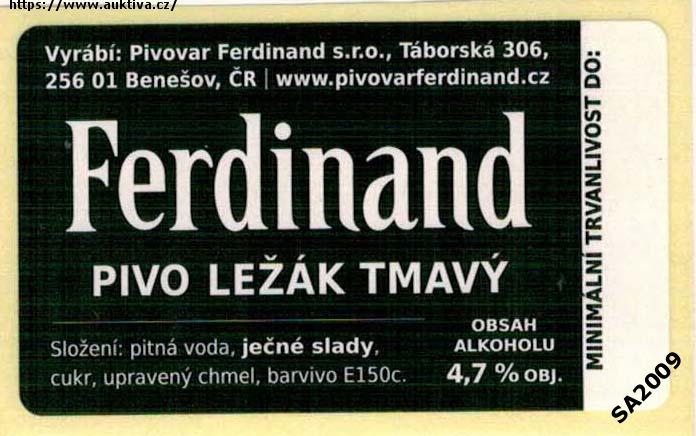 https://www.auktiva.cz/
Vyrábí: Pivovar Ferdinand s.r.o., Táborská 306,
256 01 Benešov, ČR | www.pivovarferdinand.cz
Ferdinand
PIVO LEŽÁK TMAVÝ
Složení: pitná voda, ječné slady,
cukr, upravený chmel, barvivo E150c.
OBSAH
ALKOHOLU
4,7 % OBJ.
MINIMÁLNÍ TRVANLIVOST DO:
SA2009